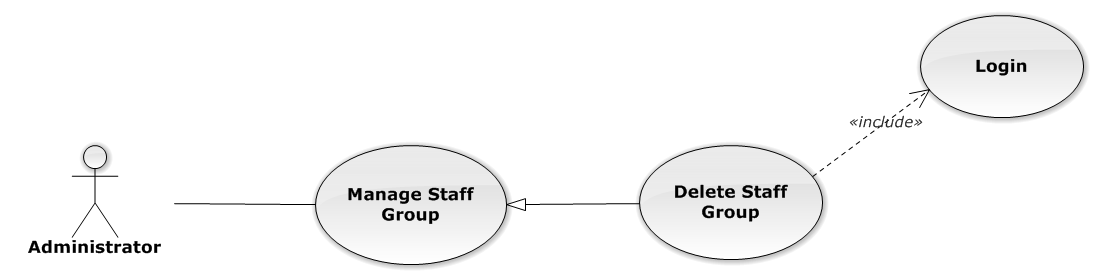 Login
«include»
Manage Staff
Group
Delete Staff
Group
Administrator